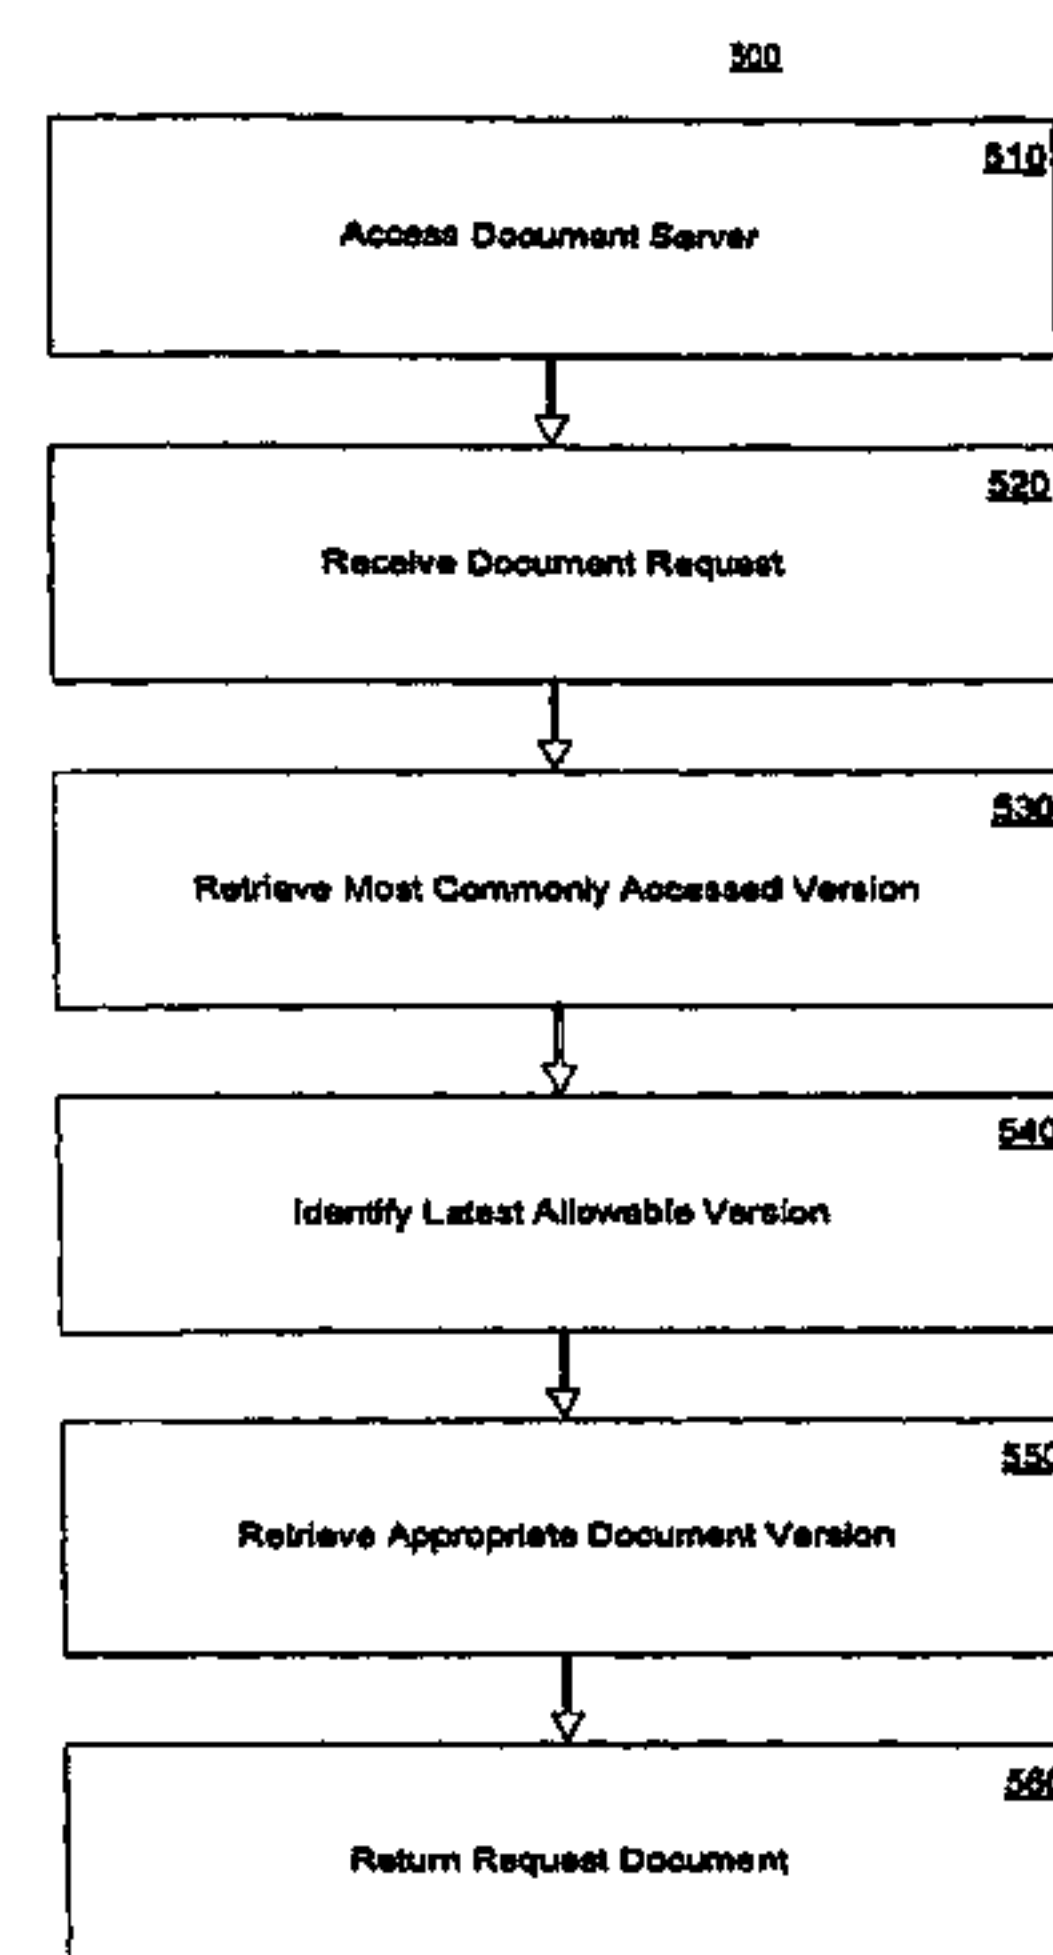 500
510
Access Document Server
520
Receive Document Request
530
Retrieve Most Commonly Accessed Version
540
Identify Latest Allowable Version
550
Retrieve Appropriate Document Version
560
Return Request Document